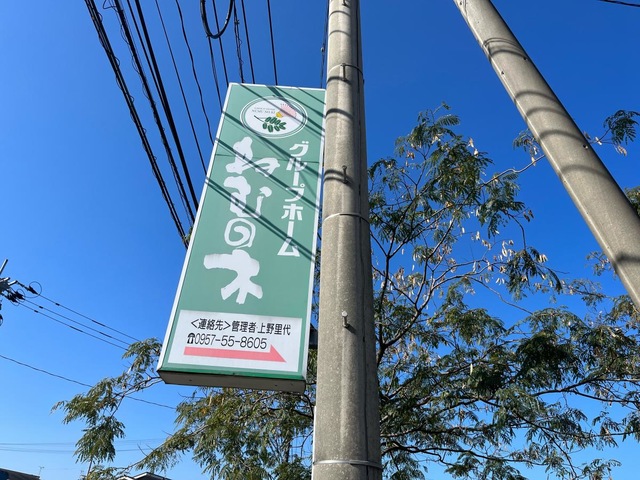 グループホーム
ねむの木
<連絡先>管理者 上野里代
☎0957-55-8605